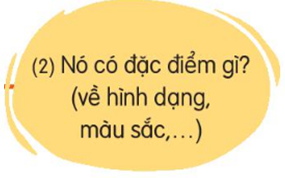 (2) Nó có đặc điểm gì?
(về hình dạng,
màu sắc,...)